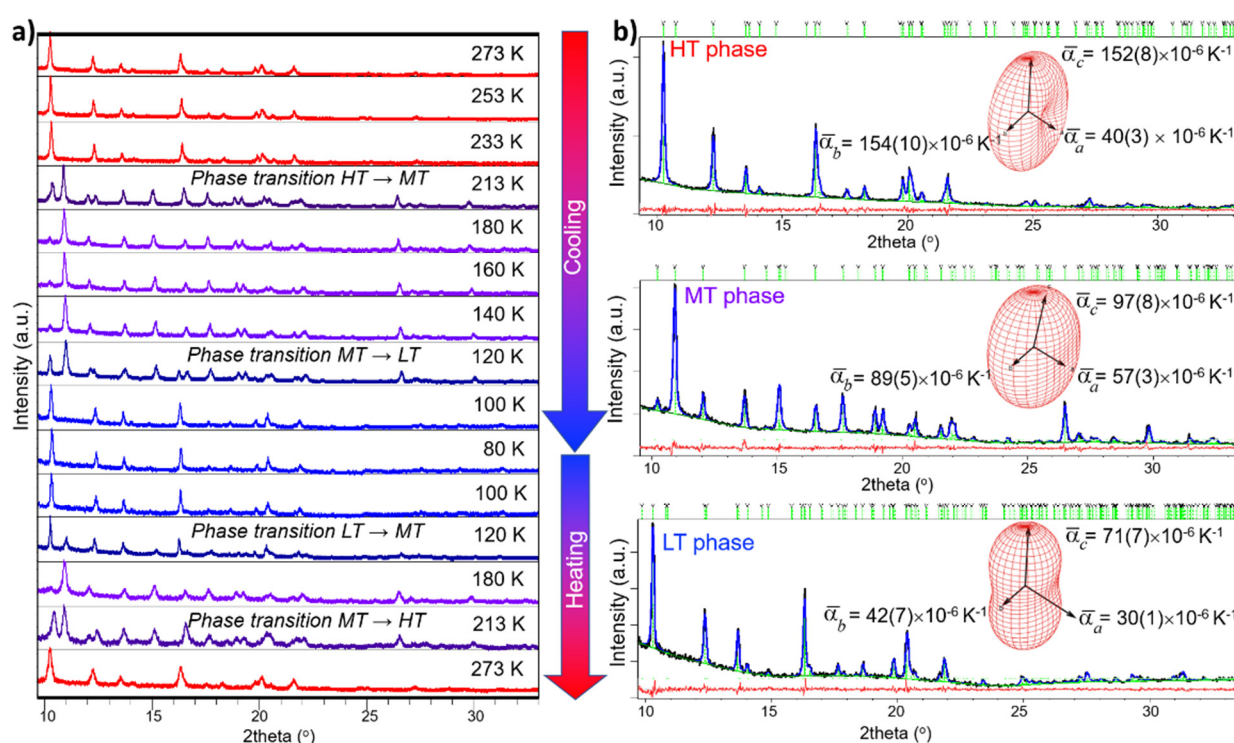 a)
273 K
253 K
233 K
Phase transition HT → MT
213 K
180 K
160 K
140 K
Phase transition MT → LT
120 K
100 K
80 K
100 K
Phase transition LT → MT
120 K
180 K
Phase transition MT → HT
213 K
273 K
Intensity (a.u.)
10 15 20 25 30
2theta (°)
Cooling
Heating
b)
HT phase
ᾱc= 152(8)×10-6 K-1
ᾱb= 154(10)×10-6 K-1
ᾱa= 40(3) × 10-6 K-1
Intensity (a.u.)
10 15 20 25 30
2theta (°)
MT phase
ᾱc= 97(8)×10-6 K-1
ᾱb= 89(5)×10-6 K-1
ᾱa= 57(3)×10-6 K-1
Intensity (a.u.)
10 15 20 25 30
2theta (°)
LT phase
ᾱc= 71(7)×10-6 K-1
ᾱb= 42(7)×10-6 K-1
ᾱa= 30(1)×10-6 K-1
Intensity (a.u.)
10 15 20 25 30
2theta (°)